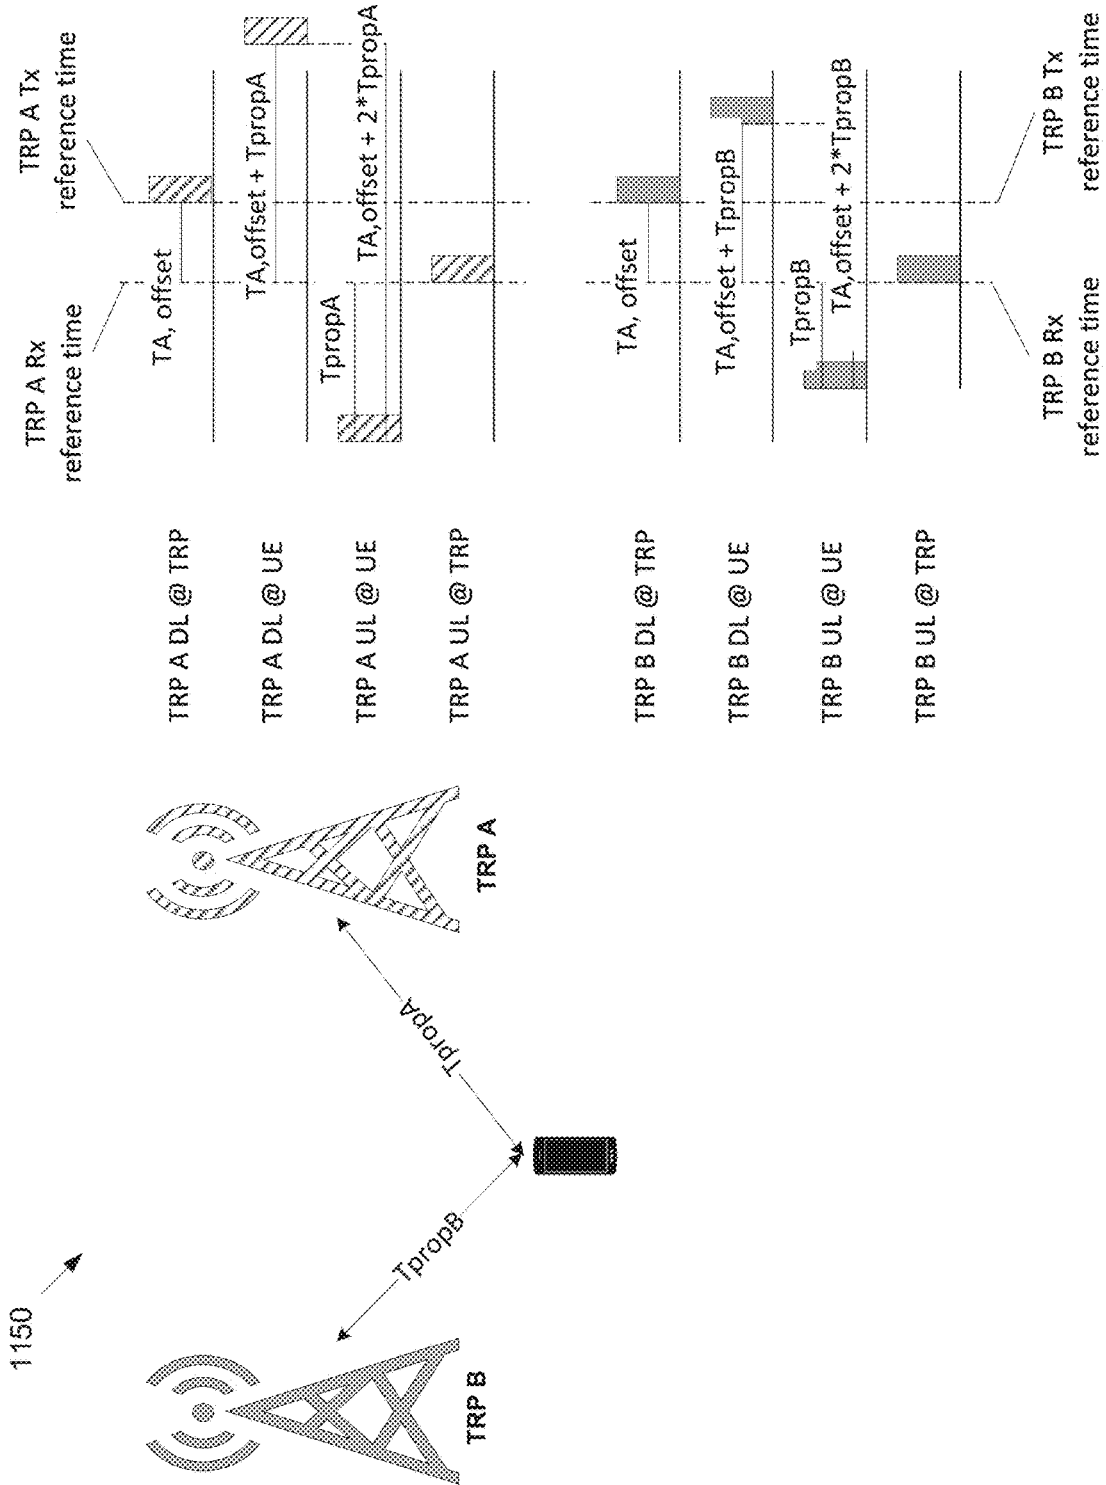 1150
TRP B
TRP A
TpropB
TpropA
TRP A Rx
reference time
TRP A Tx
reference time
TRP A DL @ TRP
TA, offset
TRP A DL @ UE
TA,offset + TpropA
TRP A UL @ UE
TpropA
TA,offset + 2*TpropA
TRP A UL @ TRP
TRP B DL @ TRP
TA, offset
TRP B DL @ UE
TA,offset + TpropB
TRP B UL @ UE
TpropB
TA,offset + 2*TpropB
TRP B UL @ TRP
TRP B Rx
reference time
TRP B Tx
reference time